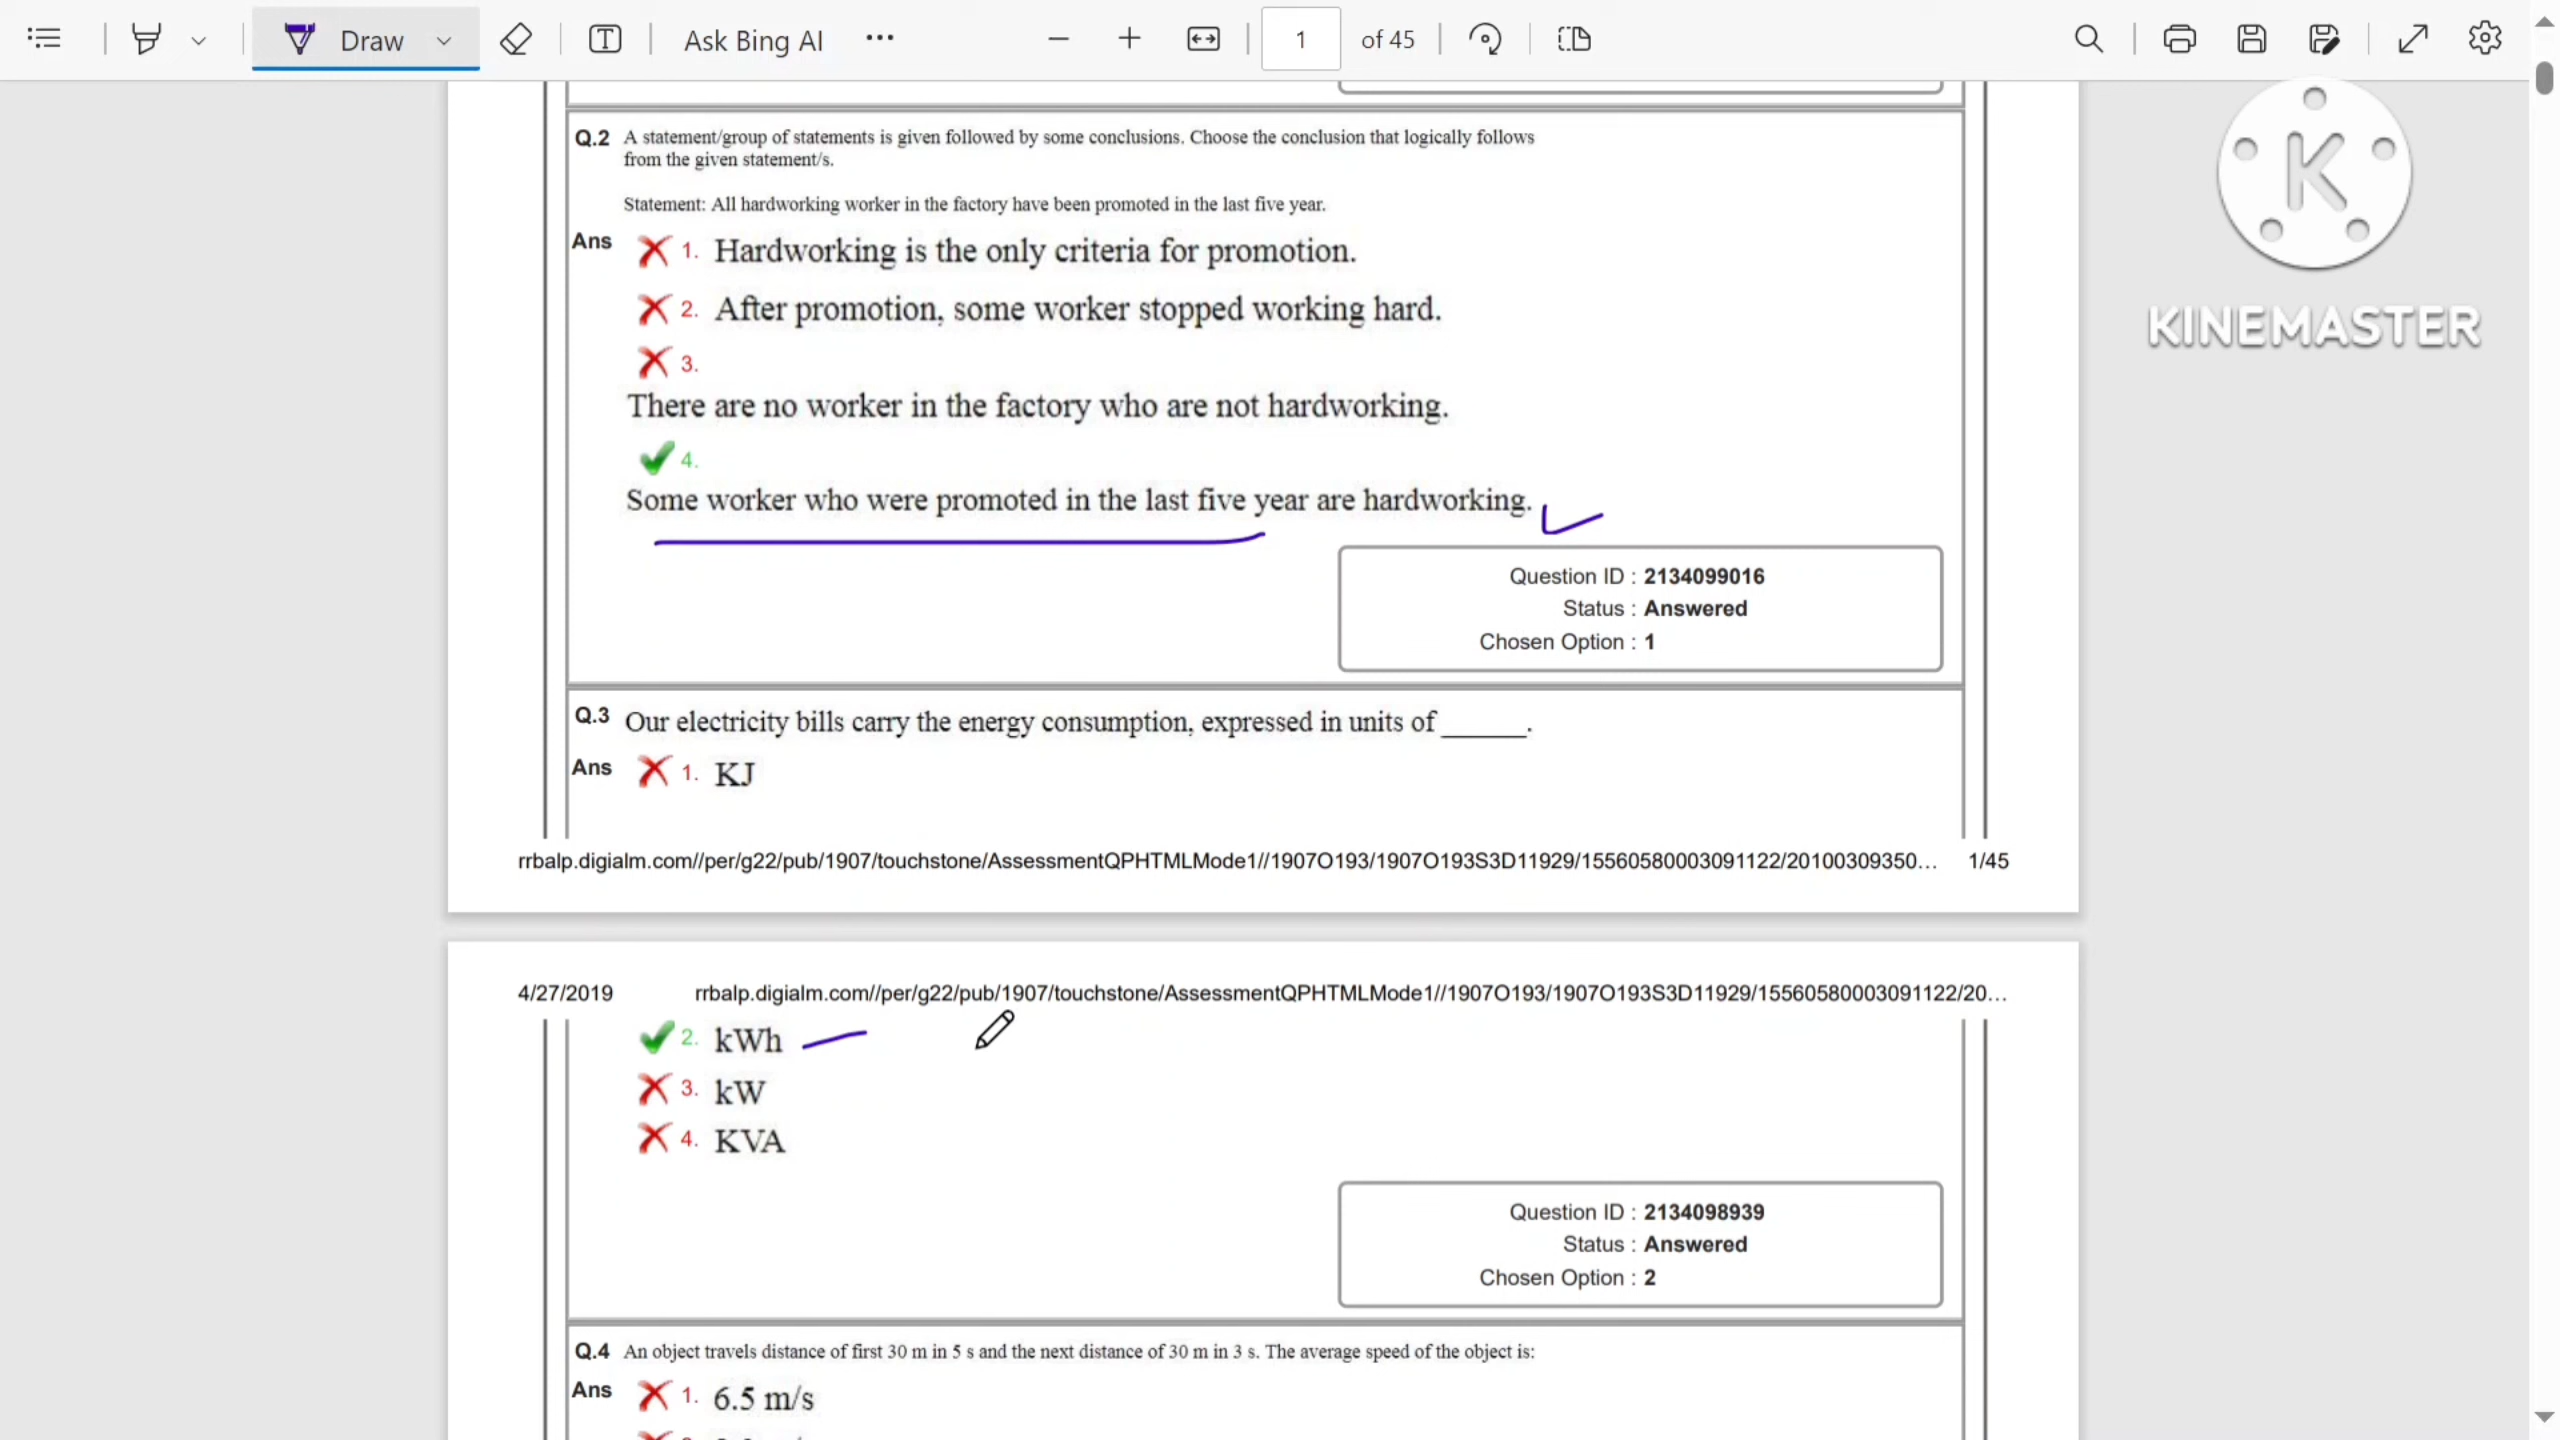 Draw
Ask Bing AI
1
of 45
Q.2 A statement/group of statements is given followed by some conclusions. Choose the conclusion that logically follows
from the given statement/s.
Statement: All hardworking worker in the factory have been promoted in the last five year.
Ans
1. Hardworking is the only criteria for promotion.
2. After promotion, some worker stopped working hard.
3.
There are no worker in the factory who are not hardworking.
4.
Some worker who were promoted in the last five year are hardworking.
Question ID : 2134099016
Status : Answered
Chosen Option : 1
Q.3 Our electricity bills carry the energy consumption, expressed in units of ______.
Ans
1. KJ
rrbalp.digialm.com//per/g22/pub/1907/touchstone/AssessmentQPHTMLMode1//1907O193/1907O193S3D11929/15560580003091122/20100309350… 1/45
4/27/2019 rrbalp.digialm.com//per/g22/pub/1907/touchstone/AssessmentQPHTMLMode1//1907O193/1907O193S3D11929/15560580003091122/20…
2. kWh
3. kW
4. KVA
Question ID : 2134098939
Status : Answered
Chosen Option : 2
Q.4 An object travels distance of first 30 m in 5 s and the next distance of 30 m in 3 s. The average speed of the object is:
Ans
1. 6.5 m/s
K
KINEMASTER